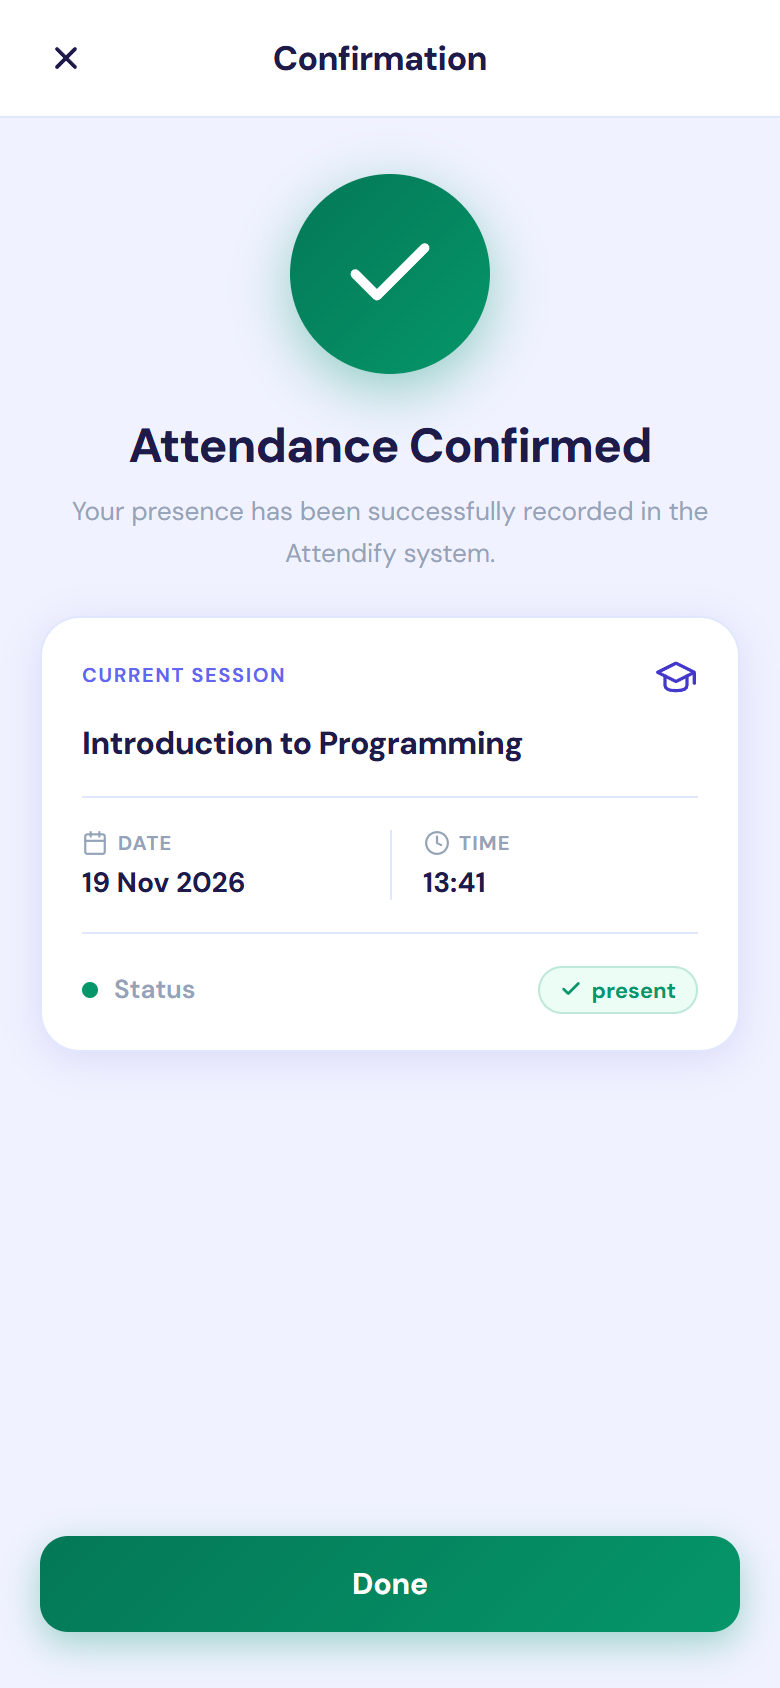 Confirmation
Attendance Confirmed
Your presence has been successfully recorded in the
Attendify system.
CURRENT SESSION
Introduction to Programming
DATE
19 Nov 2026
TIME
13:41
Status
present
Done